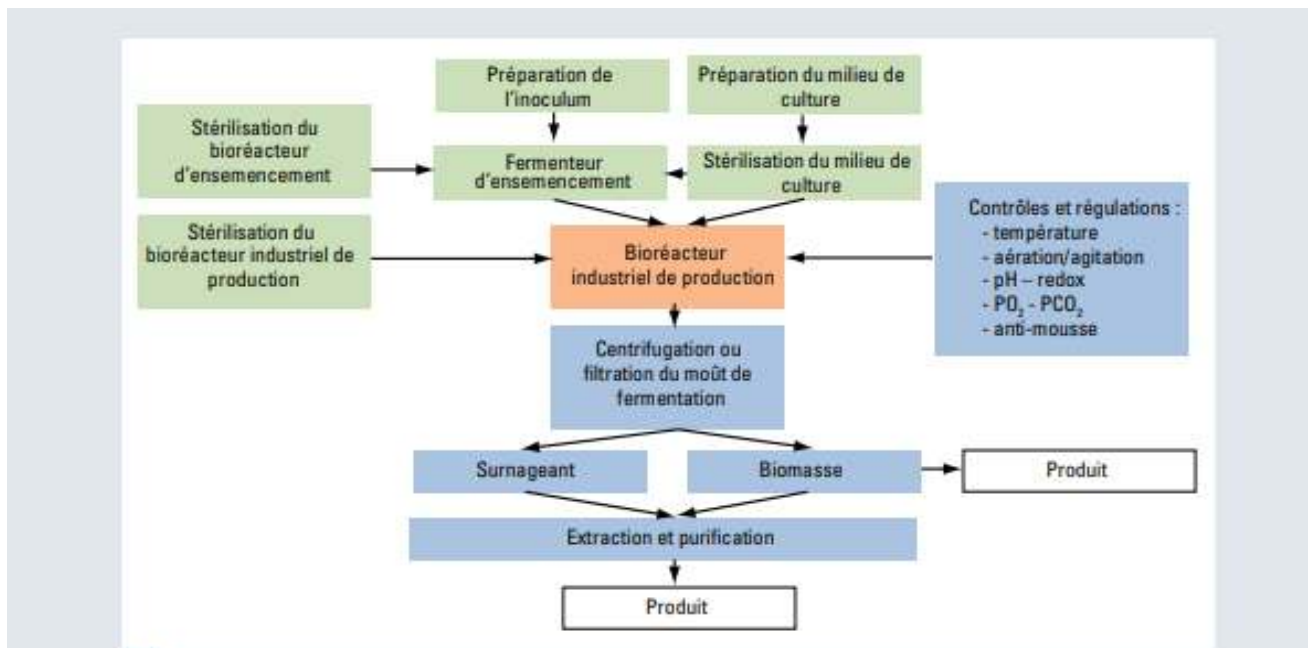 Préparation de
l'inoculum
Préparation du milieu de
culture
Stérilisation du
bioréacteur
d'ensemencement
Fermenteur
d'ensemencement
Stérilisation du milieu de
culture
Stérilisation du
bioréacteur industriel de
production
Bioréacteur
industriel de production
Contrôles et régulations :
- température
- aération/agitation
- pH – redox
- PO₂ - PCO₂
- anti-mousse
Centrifugation ou
filtration du moût de
fermentation
Surnageant
Biomasse
Produit
Extraction et purification
Produit